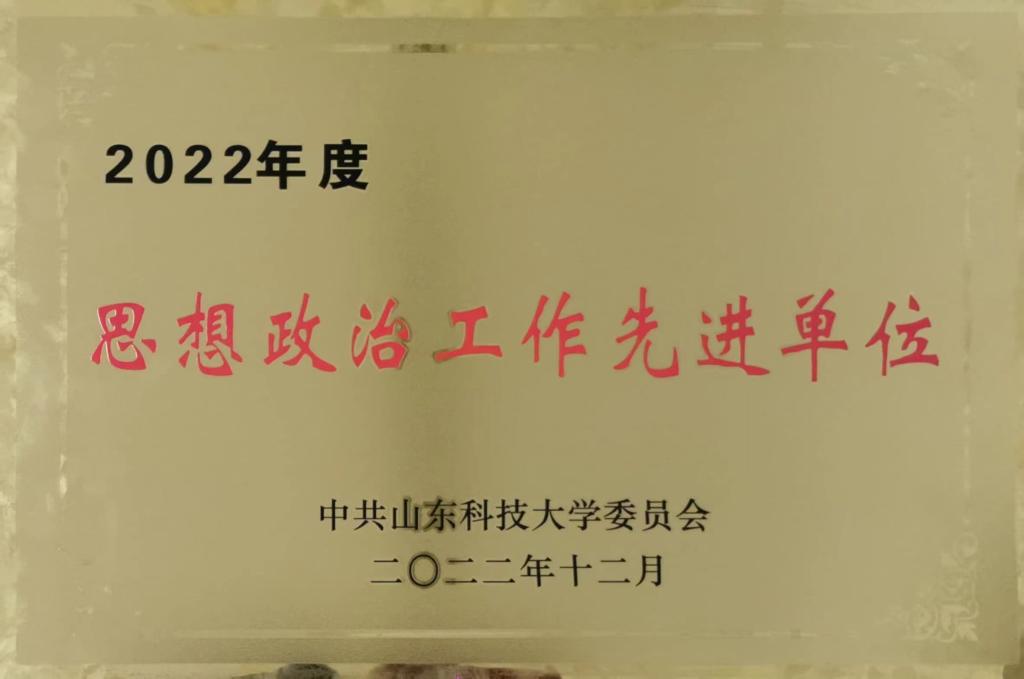 2022年度
思想政治工作先进单位
中共山东科技大学委员会
二〇二二年十二月